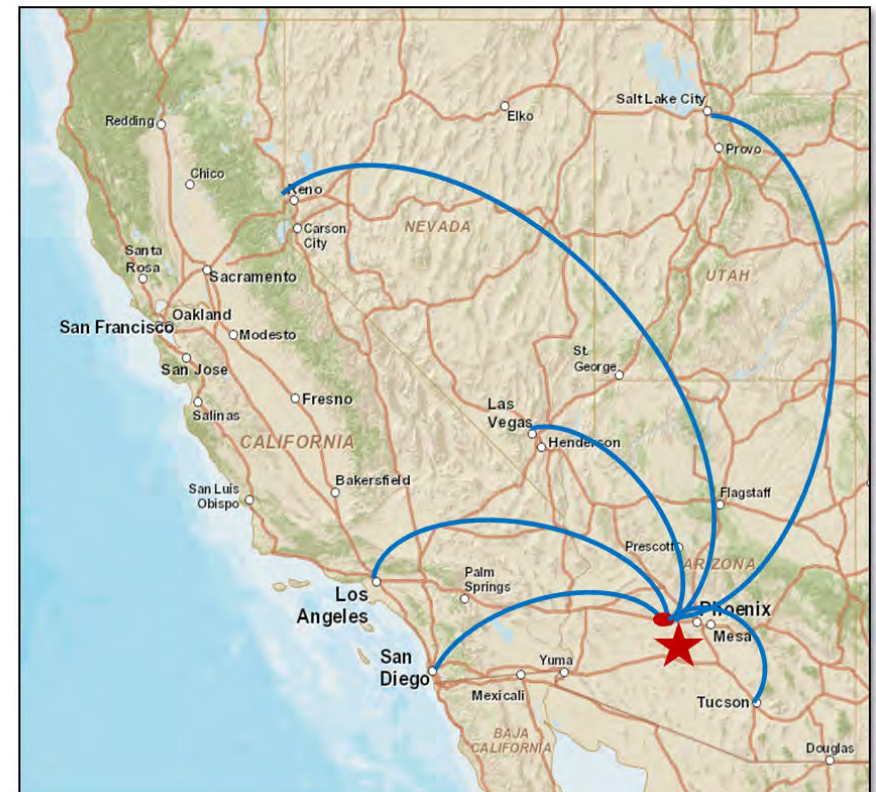 Salt Lake City
Elko
Redding
Provo
Chico
Reno
NEVADA
Carson
City
Santa
Rosa
Sacramento
UTAH
Oakland
San Francisco
Modesto
St.
George
San Jose
Fresno
Las
Vegas
Salinas
CALIFORNIA
Henderson
Bakersfield
San Luis
Obispo
Flagstaff
Prescott
ARIZONA
Palm
Springs
Los
Angeles
Phoenix
Mesa
San
Diego
Yuma
Mexicali
Tucson
BAJA
CALIFORNIA
Douglas